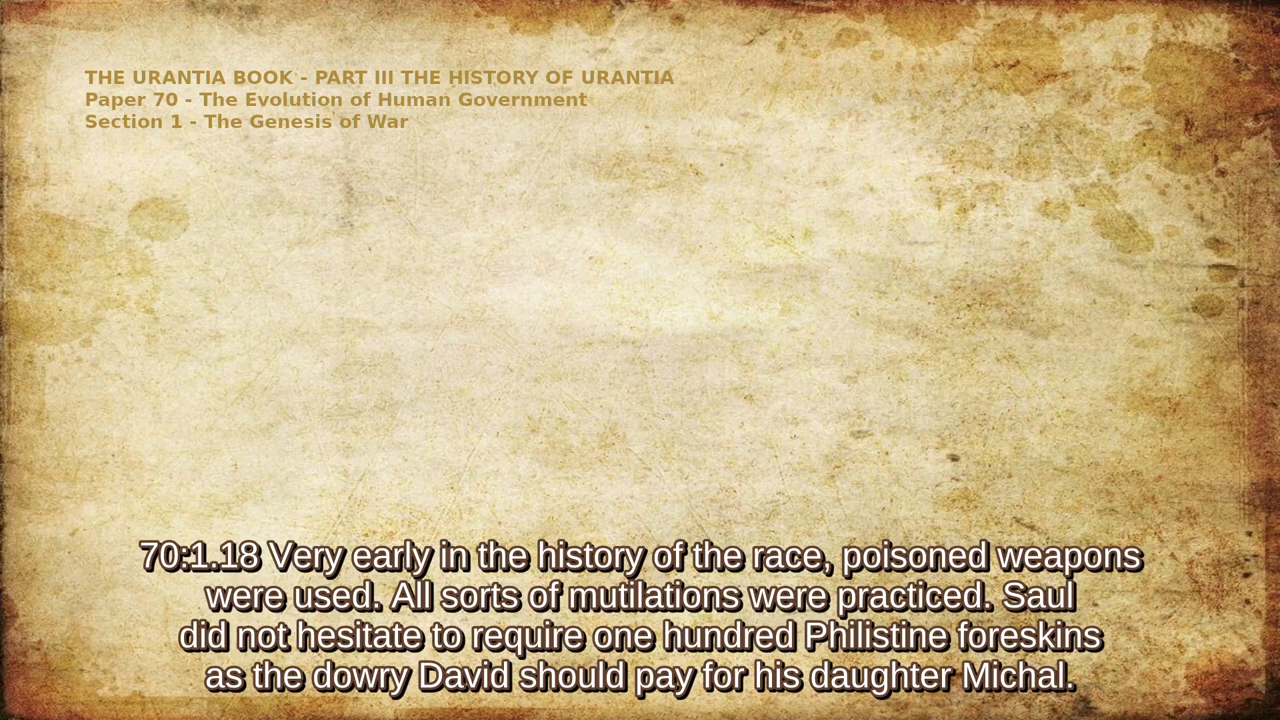 THE URANTIA BOOK - PART III THE HISTORY OF URANTIA
Paper 70 - The Evolution of Human Government
Section 1 - The Genesis of War
70:1.18 Very early in the history of the race, poisoned weapons
were used. All sorts of mutilations were practiced. Saul
did not hesitate to require one hundred Philistine foreskins
as the dowry David should pay for his daughter Michal.